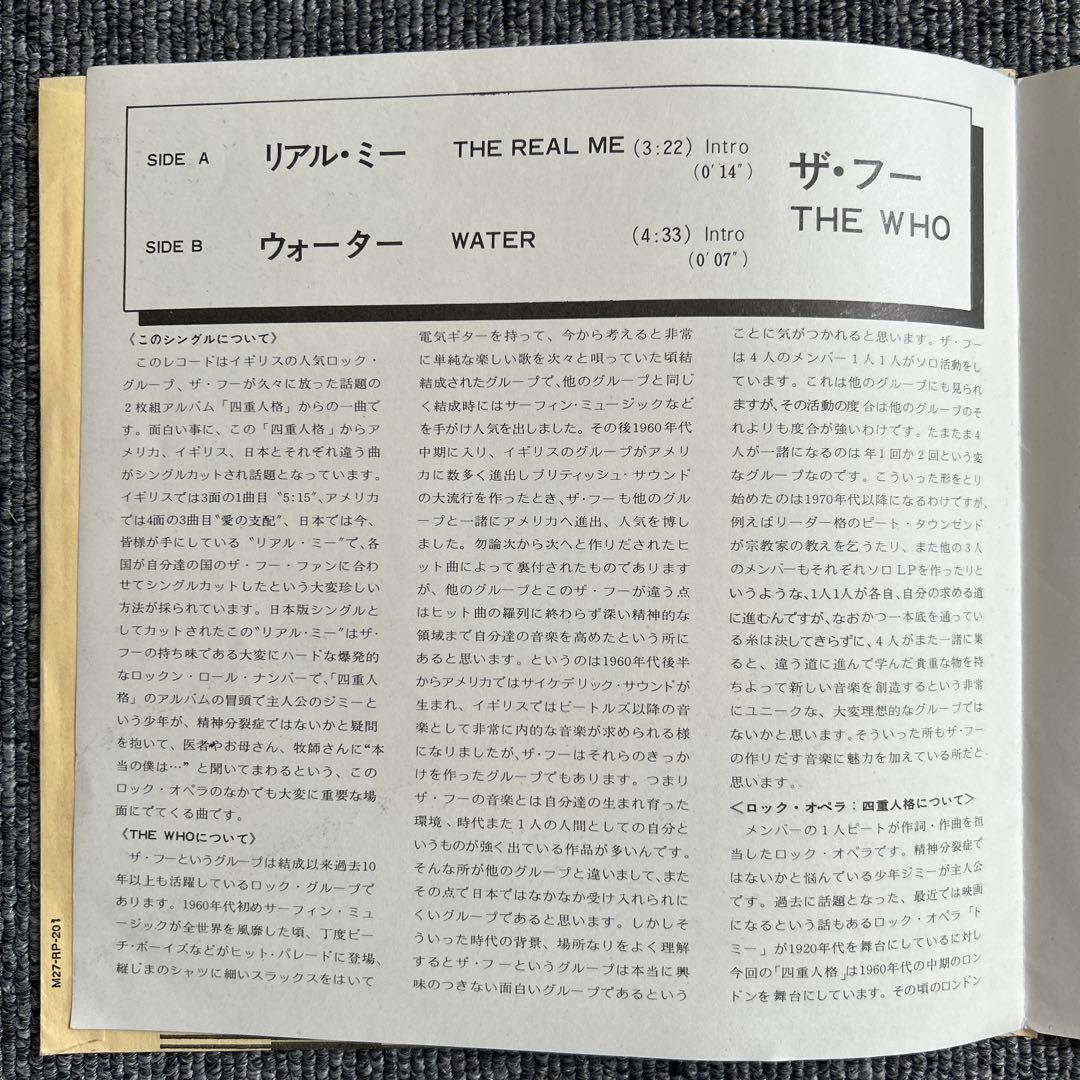 SIDE A リアル・ミー THE REAL ME (3:22) Intro
(0'14")
SIDE B ウォーター WATER (4:33) Intro
(0'07")
ザ・フー
THE WHO
《このシングルについて》
このレコードはイギリスの人気ロック・
グループ、ザ・フーが久々に放った話題の
2枚組アルバム「四重人格」からの一曲で
す。面白い事に、この「四重人格」からア
メリカ、イギリス、日本とそれぞれ違う曲
がシングルカットされ話題となっています。
イギリスでは3面の1曲目〝5:15〟、アメリカ
では4面の3曲目〝愛の支配〟、日本では今、
皆様が手にしている〝リアル・ミー〟で、各
国が自分達の国のザ・フー・ファンに合わ
せてシングルカットしたという大変珍しい
方法が採られています。日本版シングルと
してカットされたこの〝リアル・ミー〟はザ・
フーの持ち味である大変にハードな爆発的
なロックン・ロール・ナンバーで、「四重人
格」のアルバムの冒頭で主人公のジミーと
いう少年が、精神分裂症ではないかと疑問
を抱いて、医者やお母さん、牧師さんに“本
当の僕は…”と聞いてまわるという、この
ロック・オペラのなかでも大変に重要な場
面にでてくる曲です。
《THE WHOについて》
ザ・フーというグループは結成以来過去10
年以上も活躍しているロック・グループで
あります。1960年代初めサーフィン・ミュ
ージックが全世界を風靡した頃、丁度ビー
チ・ボーイズなどがヒット・パレードに登場、
縦じまのシャツに細いスラックスをはいて
電気ギターを持って、今から考えると非常
に単純な楽しい歌を次々と唄っていた頃結
結成されたグループで、他のグループと同じ
く結成時にはサーフィン・ミュージックなど
を手がけ人気を出しました。その後1960年代
中期に入り、イギリスのグループがアメリ
カに数多く進出しブリティッシュ・サウンド
の大流行を作ったとき、ザ・フーも他のグル
ープと一諸にアメリカへ進出、人気を博し
ました。勿論次から次へと作りだされたヒ
ット曲によって裏付されたものであります
が、他のグループとこのザ・フーが違う点
はヒット曲の羅列に終わらず深い精神的な
領域まで自分達の音楽を高めたという所に
あると思います。というのは1960年代後半
からアメリカではサイケデリック・サウンドが
生まれ、イギリスではビートルズ以降の音
楽として非常に内的な音楽が求められる様
になりましたが、ザ・フーはそれらのきっか
けを作ったグループでもあります。つまり
ザ・フーの音楽とは自分達の生まれ育った
環境、時代また1人の人間としての自分と
いうものが強く出ている作品が多いんです。
そんな所が他のグループと違いまして、また
その点で日本ではなかなか受け入れられに
くいグループであると思います。しかしそ
ういった時代の背景、場所なりをよく理解
するとザ・フーというグループは本当に興
味のつきない面白いグループであるという
ことに気がつかれると思います。ザ・フー
は4人のメンバー1人1人がソロ活動をし
ています。これは他のグループにも見られ
ますが、その活動の度合は他のグループのそ
れよりも度合が強いわけです。たまたま4
人が一諸になるのは年1回か2回という変
なグループなのです。こういった形をとり
始めたのは1970年代以降になるわけですが、
例えばリーダー格のピート・タウンゼンド
が宗教家の教えを乞うたり、また他の3人
のメンバーもそれぞれソロLPを作ったりと
いうような、1人1人が各自、自分の求める道
に進むんですが、なおかつ一本底を通ってい
る糸は決してきらずに、4人がまた一諸に集
ると、違う道に進んで学んだ貴重な物を持
ちよって新しい音楽を創造するという非常
にユニークな、大変理想的なグループでは
ないかと思います。そういった所もザ・フー
の作りだす音楽に魅力を加えている所だと
思います。
＜ロック・オペラ：四重人格について＞
メンバーの1人ピートが作詞・作曲を担
当したロック・オペラです。精神分裂症で
はないかと悩んでいる少年ジミーが主人公
です。過去に話題となった、最近では映画
になるという話もあるロック・オペラ「ト
ミー」が1920年代を舞台にしているに対し
今回の「四重人格」は1960年代の中期のロン
ドンを舞台にしています。その頃のロンドン
M27-RP-201